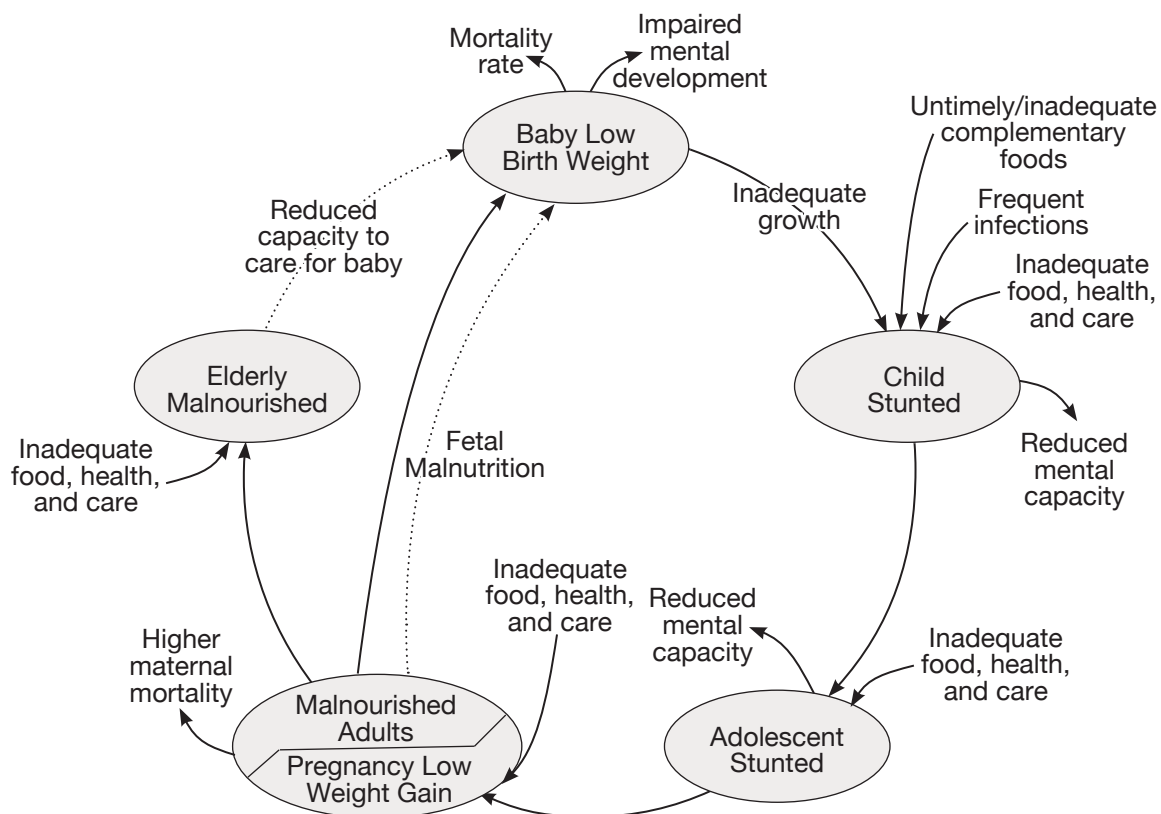 Mortality
rate
Impaired
mental
development
Baby Low
Birth Weight
Untimely/inadequate
complementary
foods
Inadequate
growth
Frequent
infections
Reduced
capacity to
care for baby
Inadequate
food, health,
and care
Elderly
Malnourished
Child
Stunted
Inadequate
food, health,
and care
Fetal
Malnutrition
Reduced
mental
capacity
Inadequate
food, health,
and care
Reduced
mental
capacity
Higher
maternal
mortality
Inadequate
food, health,
and care
Malnourished
Adults
Pregnancy Low
Weight Gain
Adolescent
Stunted